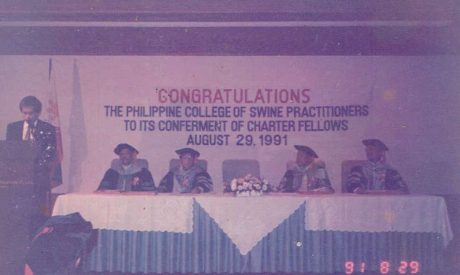 CONGRATULATIONS
THE PHILIPPINE COLLEGE OF SWINE PRACTITIONERS
TO ITS CONFERMENT OF CHARTER FELLOWS
AUGUST 29, 1991
91 8 29